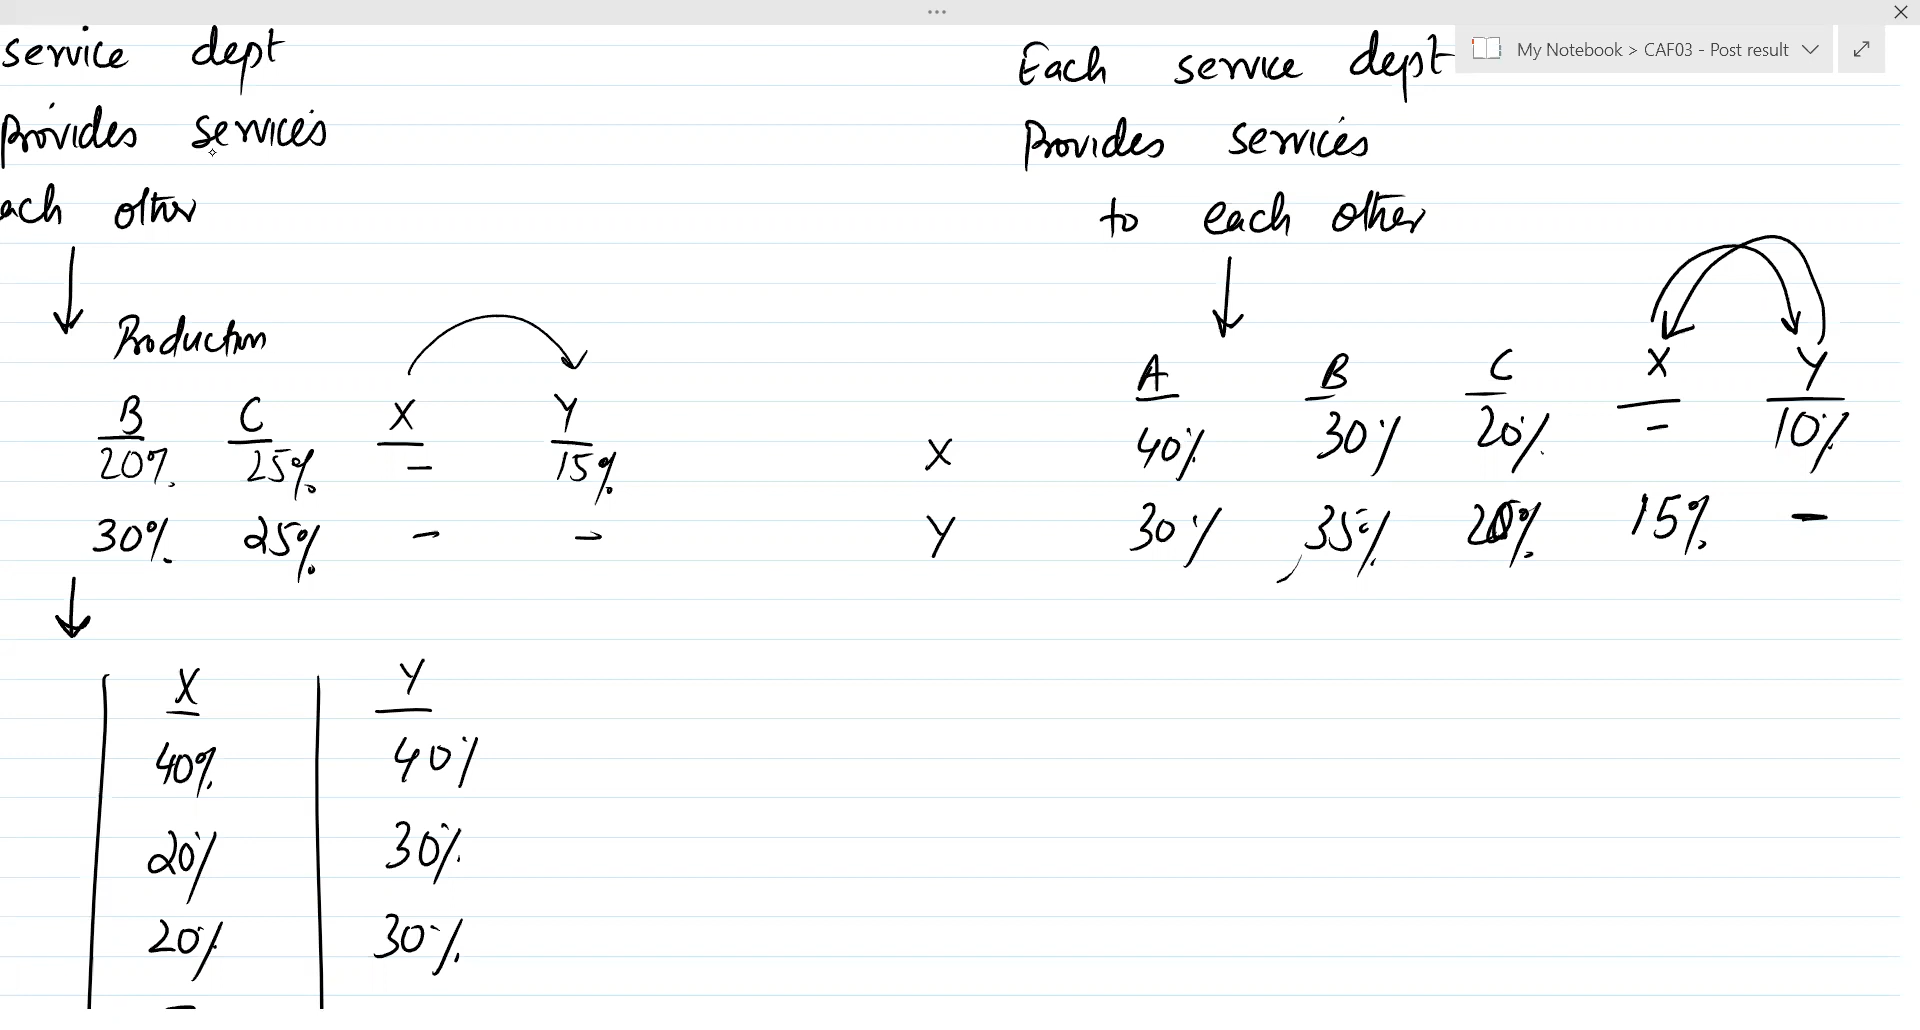 My Notebook > CAF03 - Post result
service dept
Provides services
each other
Production
B C X Y
20% 25% - 15%
30% 25% - -
X Y
40% 40%
20% 30%
20% 30%
Each service dept
Provides services
to each other
A B C X Y
X 40% 30% 20% - 10%
Y 30% 35% 20% 15% -